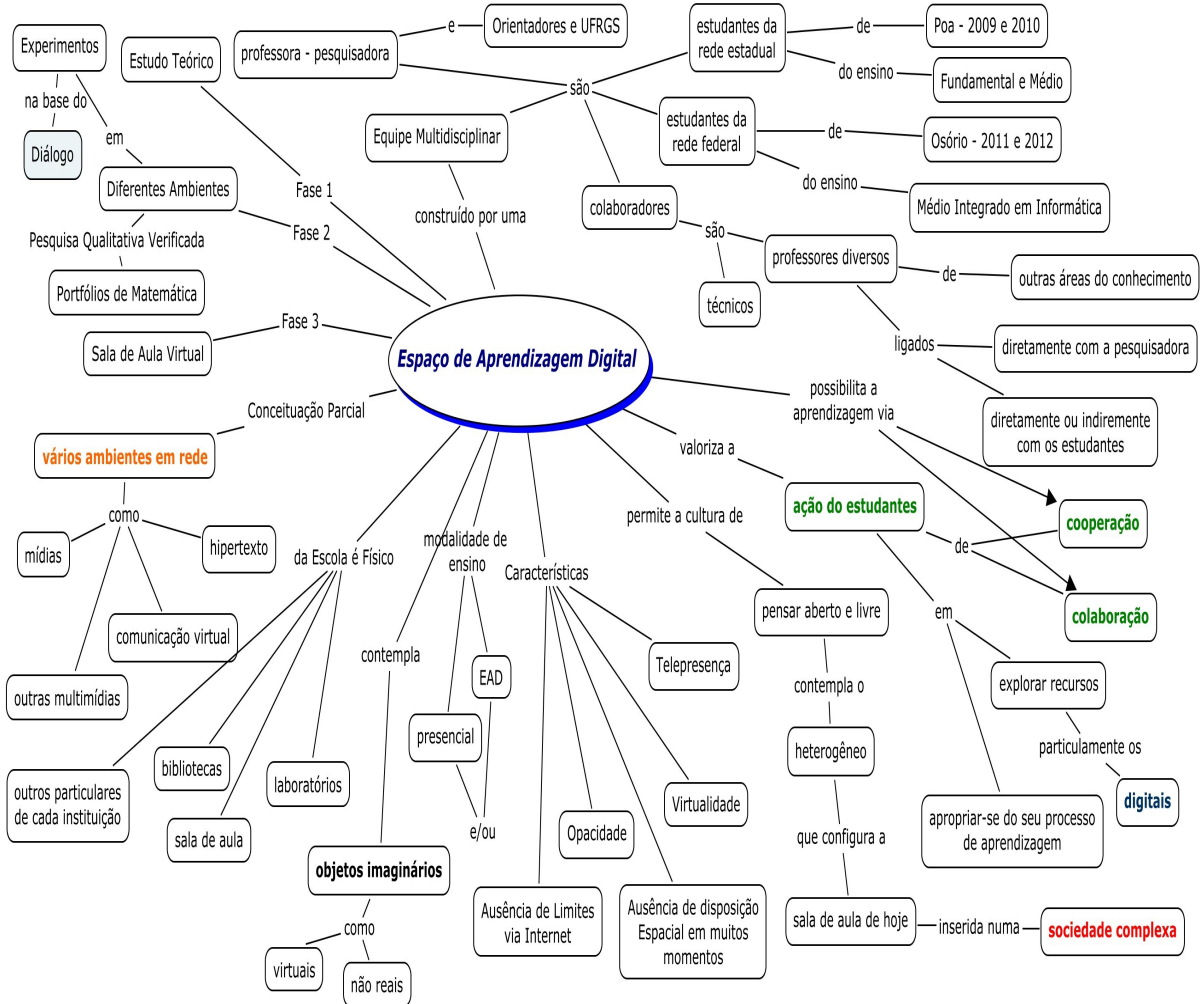 Experimentos
na base do
Diálogo
em
Diferentes Ambientes
Pesquisa Qualitativa Verificada
Portfólios de Matemática
Estudo Teórico
Fase 1
Fase 2
Sala de Aula Virtual
Fase 3
professora - pesquisadora
e
Orientadores e UFRGS
Equipe Multidisciplinar
construído por uma
são
estudantes da
rede estadual
de
Poa - 2009 e 2010
do ensino
Fundamental e Médio
estudantes da
rede federal
de
Osório - 2011 e 2012
do ensino
Médio Integrado em Informática
colaboradores
são
técnicos
professores diversos
de
outras áreas do conhecimento
ligados
diretamente com a pesquisadora
diretamente ou indiremente
com os estudantes
Espaço de Aprendizagem Digital
Conceituação Parcial
vários ambientes em rede
como
mídias
hipertexto
outras multimídias
comunicação virtual
da Escola é Físico
outros particulares
de cada instituição
bibliotecas
sala de aula
laboratórios
contempla
objetos imaginários
como
virtuais
não reais
modalidade de
ensino
presencial
EAD
e/ou
Características
Ausência de Limites
via Internet
Opacidade
Ausência de disposição
Espacial em muitos
momentos
Virtualidade
Telepresença
permite a cultura de
pensar aberto e livre
contempla o
heterogêneo
que configura a
sala de aula de hoje
inserida numa
sociedade complexa
valoriza a
ação do estudantes
de
em
apropriar-se do seu processo
de aprendizagem
explorar recursos
particularmente os
digitais
possibilita a
aprendizagem via
cooperação
colaboração